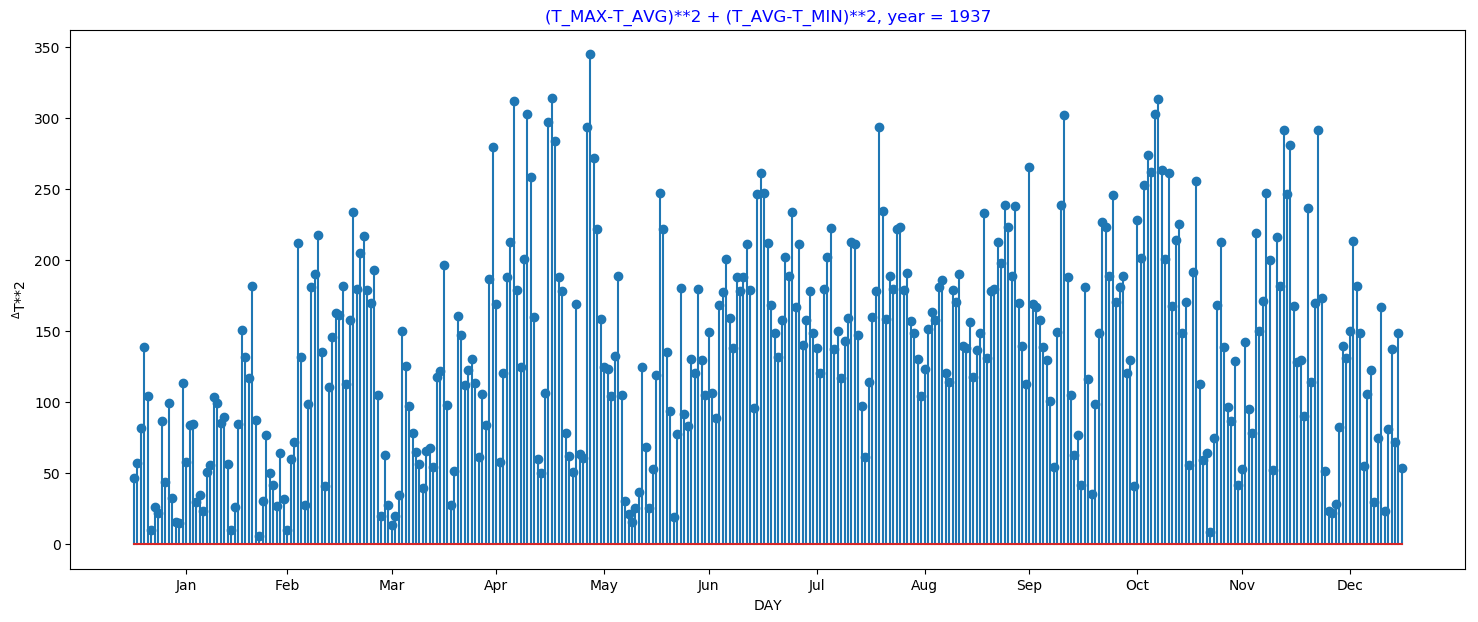 (T_MAX-T_AVG)**2 + (T_AVG-T_MIN)**2, year = 1937
350
300
250
200
150
100
50
0
ΔT**2
Jan Feb Mar Apr May Jun Jul Aug Sep Oct Nov Dec
DAY